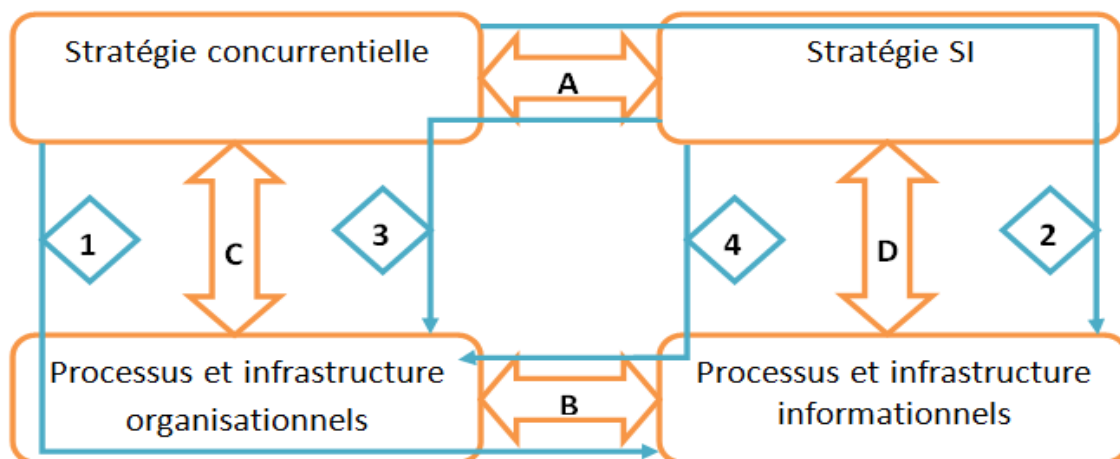 Stratégie concurrentielle
Stratégie SI
A
1
C
3
4
D
2
Processus et infrastructure
organisationnels
B
Processus et infrastructure
informationnels